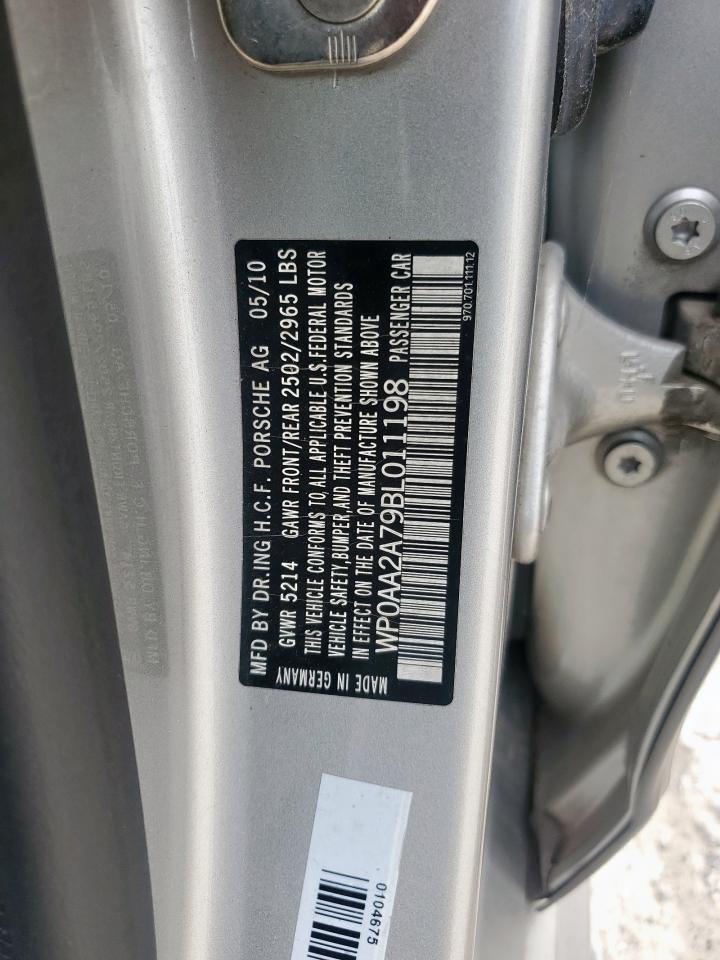 MFD BY DR.ING H.C.F. PORSCHE AG 05/10
GVWR 5214 GAWR FRONT/REAR 2502/2965 LBS
THIS VEHICLE CONFORMS TO ALL APPLICABLE U.S.FEDERAL MOTOR
VEHICLE SAFETY,BUMPER,AND THEFT PREVENTION STANDARDS
IN EFFECT ON THE DATE OF MANUFACTURE SHOWN ABOVE
WP0AA2A79BL011198 PASSENGER CAR
MADE IN GERMANY
970.701.111.12
0104675